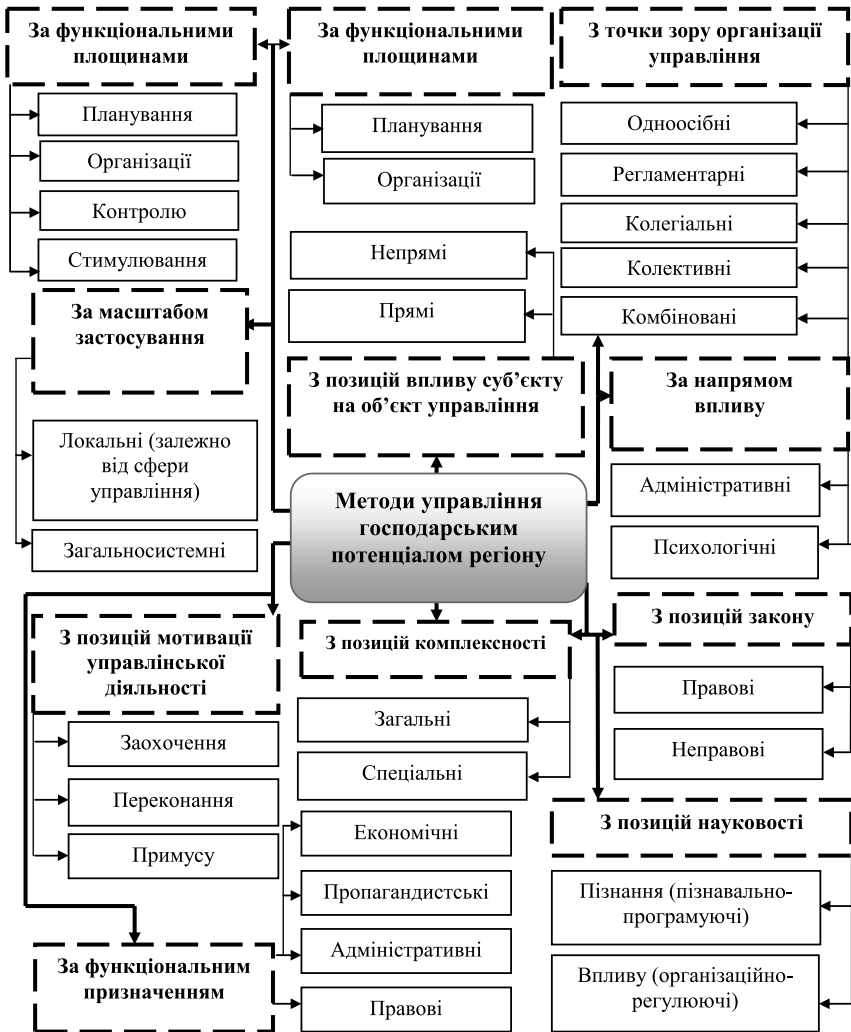 За функціональними
площинами
Планування
Організації
Контролю
Стимулювання
За функціональними
площинами
Планування
Організації
З точки зору організації
управління
Одноосібні
Регламентарні
Колегіальні
Колективні
Комбіновані
Непрямі
Прямі
З позицій впливу суб’єкту
на об’єкт управління
За масштабом
застосування
Локальні (залежно
від сфери
управління)
Загальносистемні
За напрямом
впливу
Адміністративні
Психологічні
Методи управління
господарським
потенціалом регіону
З позицій мотивації
управлінської
діяльності
Заохочення
Переконання
Примусу
З позицій комплексності
Загальні
Спеціальні
З позицій закону
Правові
Неправові
З позицій науковості
Пізнання (пізнавально-
програмуючі)
Впливу (організаційно-
регулюючі)
За функціональним
призначенням
Економічні
Пропагандистські
Адміністративні
Правові